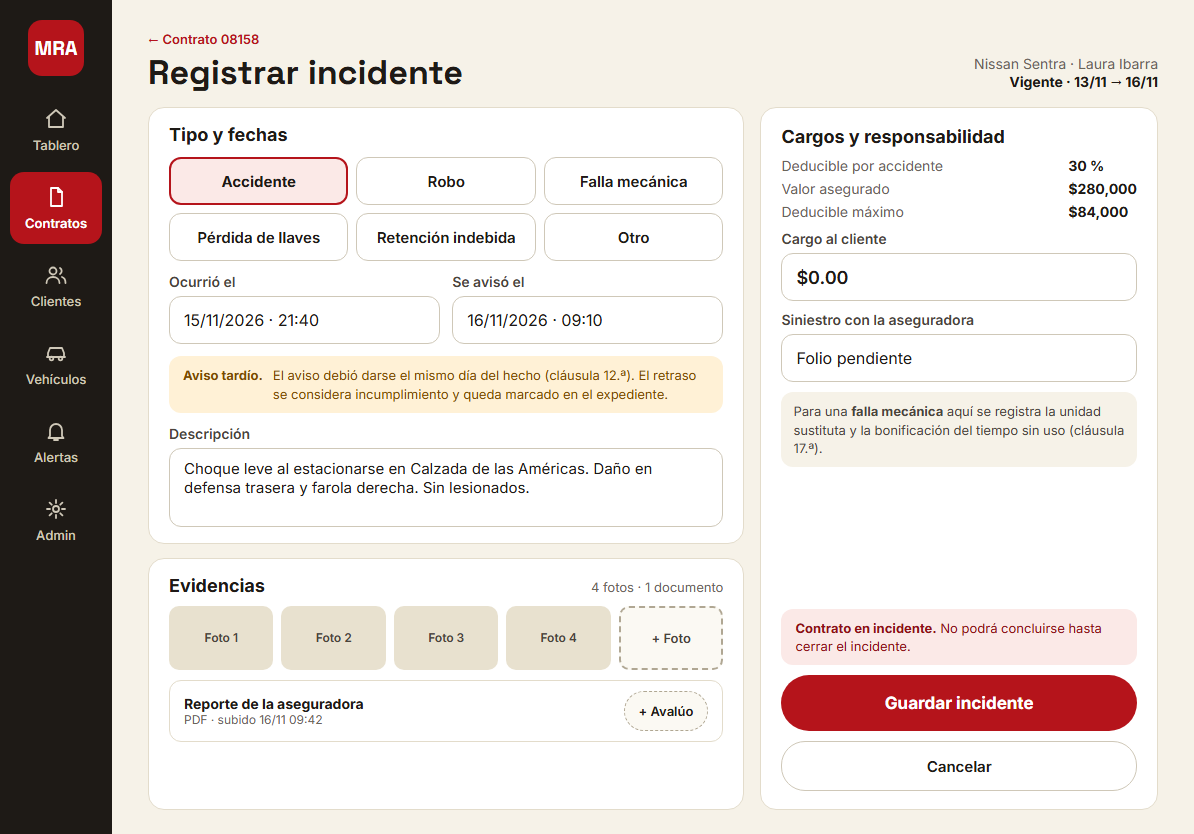 MRA
Tablero
Contratos
Clientes
Vehículos
Alertas
Admin
← Contrato 08158
Registrar incidente
Nissan Sentra · Laura Ibarra
Vigente · 13/11 → 16/11
Tipo y fechas
Accidente
Robo
Falla mecánica
Pérdida de llaves
Retención indebida
Otro
Ocurrió el
Se avisó el
15/11/2026 · 21:40
16/11/2026 · 09:10
Aviso tardío. El aviso debió darse el mismo día del hecho (cláusula 12.ª). El retraso
se considera incumplimiento y queda marcado en el expediente.
Descripción
Choque leve al estacionarse en Calzada de las Américas. Daño en
defensa trasera y farola derecha. Sin lesionados.
Evidencias
4 fotos · 1 documento
Foto 1
Foto 2
Foto 3
Foto 4
+ Foto
Reporte de la aseguradora
PDF · subido 16/11 09:42
+ Avalúo
Cargos y responsabilidad
Deducible por accidente 30 %
Valor asegurado $280,000
Deducible máximo $84,000
Cargo al cliente
$0.00
Siniestro con la aseguradora
Folio pendiente
Para una falla mecánica aquí se registra la unidad
sustituta y la bonificación del tiempo sin uso (cláusula
17.ª).
Contrato en incidente. No podrá concluirse hasta
cerrar el incidente.
Guardar incidente
Cancelar